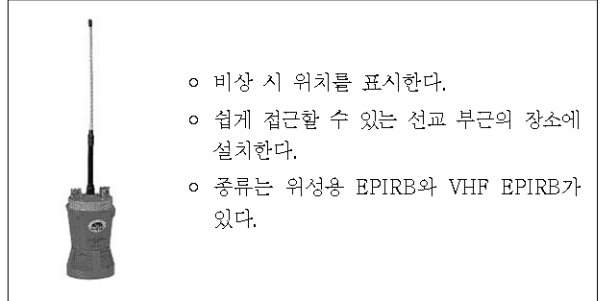 ○ 비상 시 위치를 표시한다.
○ 쉽게 접근할 수 있는 선교 부근의 장소에
설치한다.
○ 종류는 위성용 EPIRB와 VHF EPIRB가
있다.